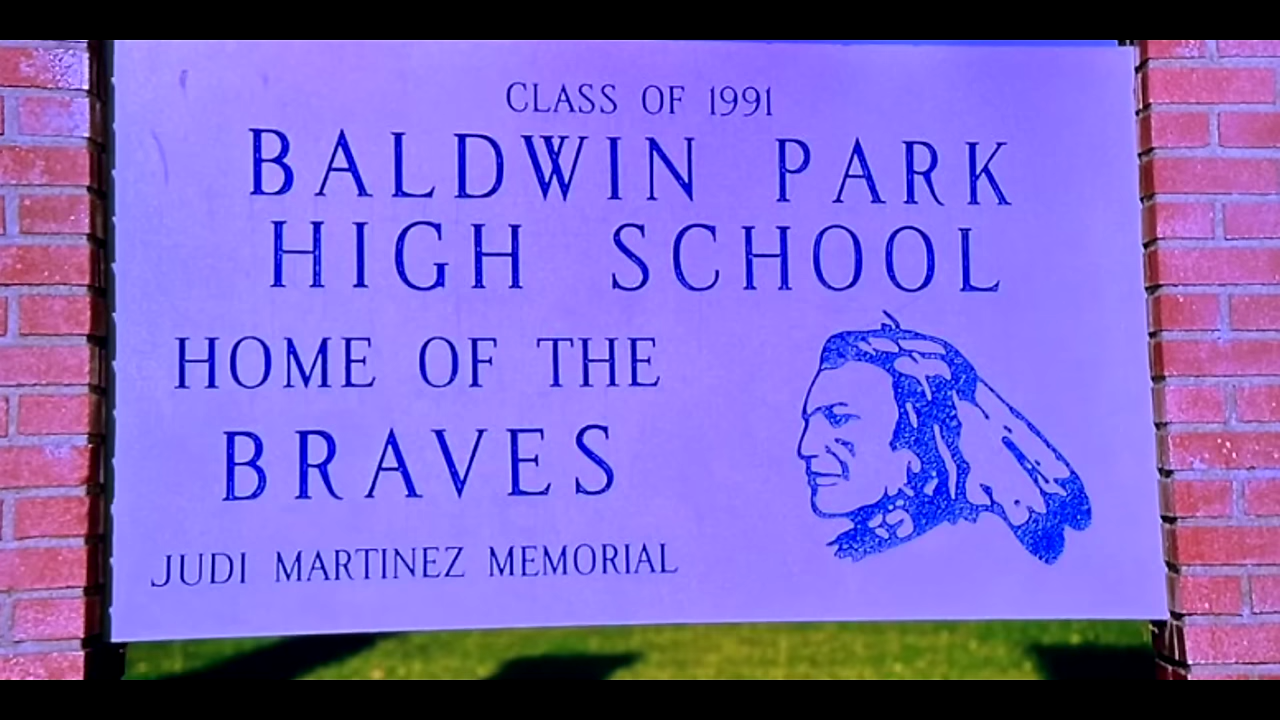 CLASS OF 1991
BALDWIN PARK
HIGH SCHOOL
HOME OF THE
BRAVES
JUDI MARTINEZ MEMORIAL